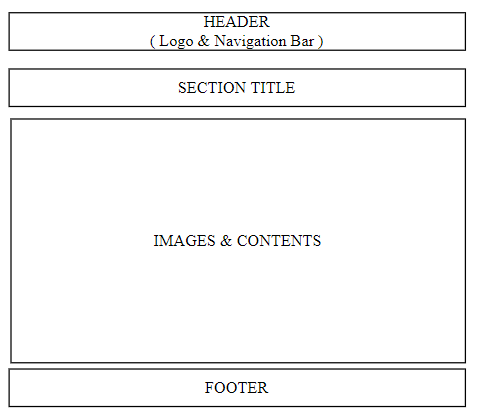 HEADER
( Logo & Navigation Bar )
SECTION TITLE
IMAGES & CONTENTS
FOOTER